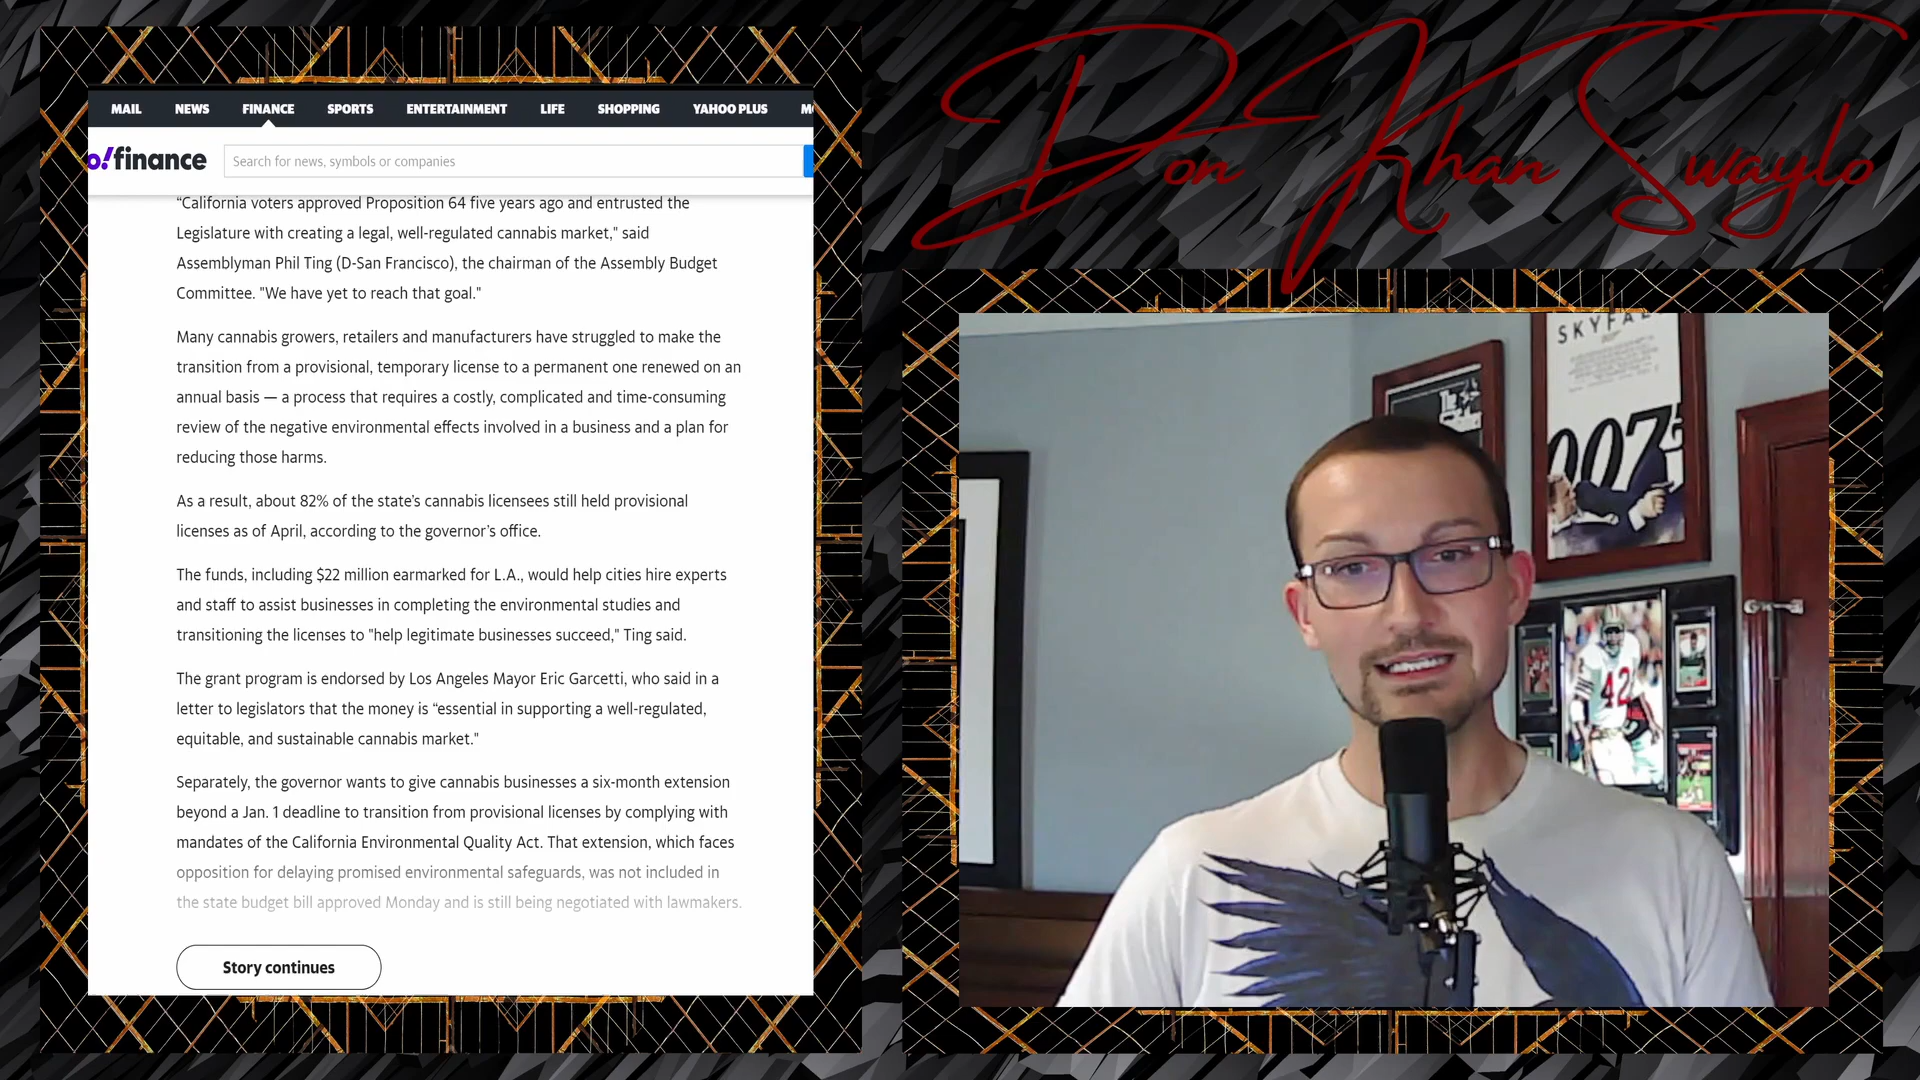 MAIL NEWS FINANCE SPORTS ENTERTAINMENT LIFE SHOPPING YAHOO PLUS
o!finance
Search for news, symbols or companies
“California voters approved Proposition 64 five years ago and entrusted the
Legislature with creating a legal, well-regulated cannabis market," said
Assemblyman Phil Ting (D-San Francisco), the chairman of the Assembly Budget
Committee. "We have yet to reach that goal."
Many cannabis growers, retailers and manufacturers have struggled to make the
transition from a provisional, temporary license to a permanent one renewed on an
annual basis — a process that requires a costly, complicated and time-consuming
review of the negative environmental effects involved in a business and a plan for
reducing those harms.
As a result, about 82% of the state’s cannabis licensees still held provisional
licenses as of April, according to the governor’s office.
The funds, including $22 million earmarked for L.A., would help cities hire experts
and staff to assist businesses in completing the environmental studies and
transitioning the licenses to "help legitimate businesses succeed," Ting said.
The grant program is endorsed by Los Angeles Mayor Eric Garcetti, who said in a
letter to legislators that the money is “essential in supporting a well-regulated,
equitable, and sustainable cannabis market."
Separately, the governor wants to give cannabis businesses a six-month extension
beyond a Jan. 1 deadline to transition from provisional licenses by complying with
mandates of the California Environmental Quality Act. That extension, which faces
opposition for delaying promised environmental safeguards, was not included in
the state budget bill approved Monday and is still being negotiated with lawmakers.
Story continues
Don Khan Swaylo
SKYFAL
007
The
42